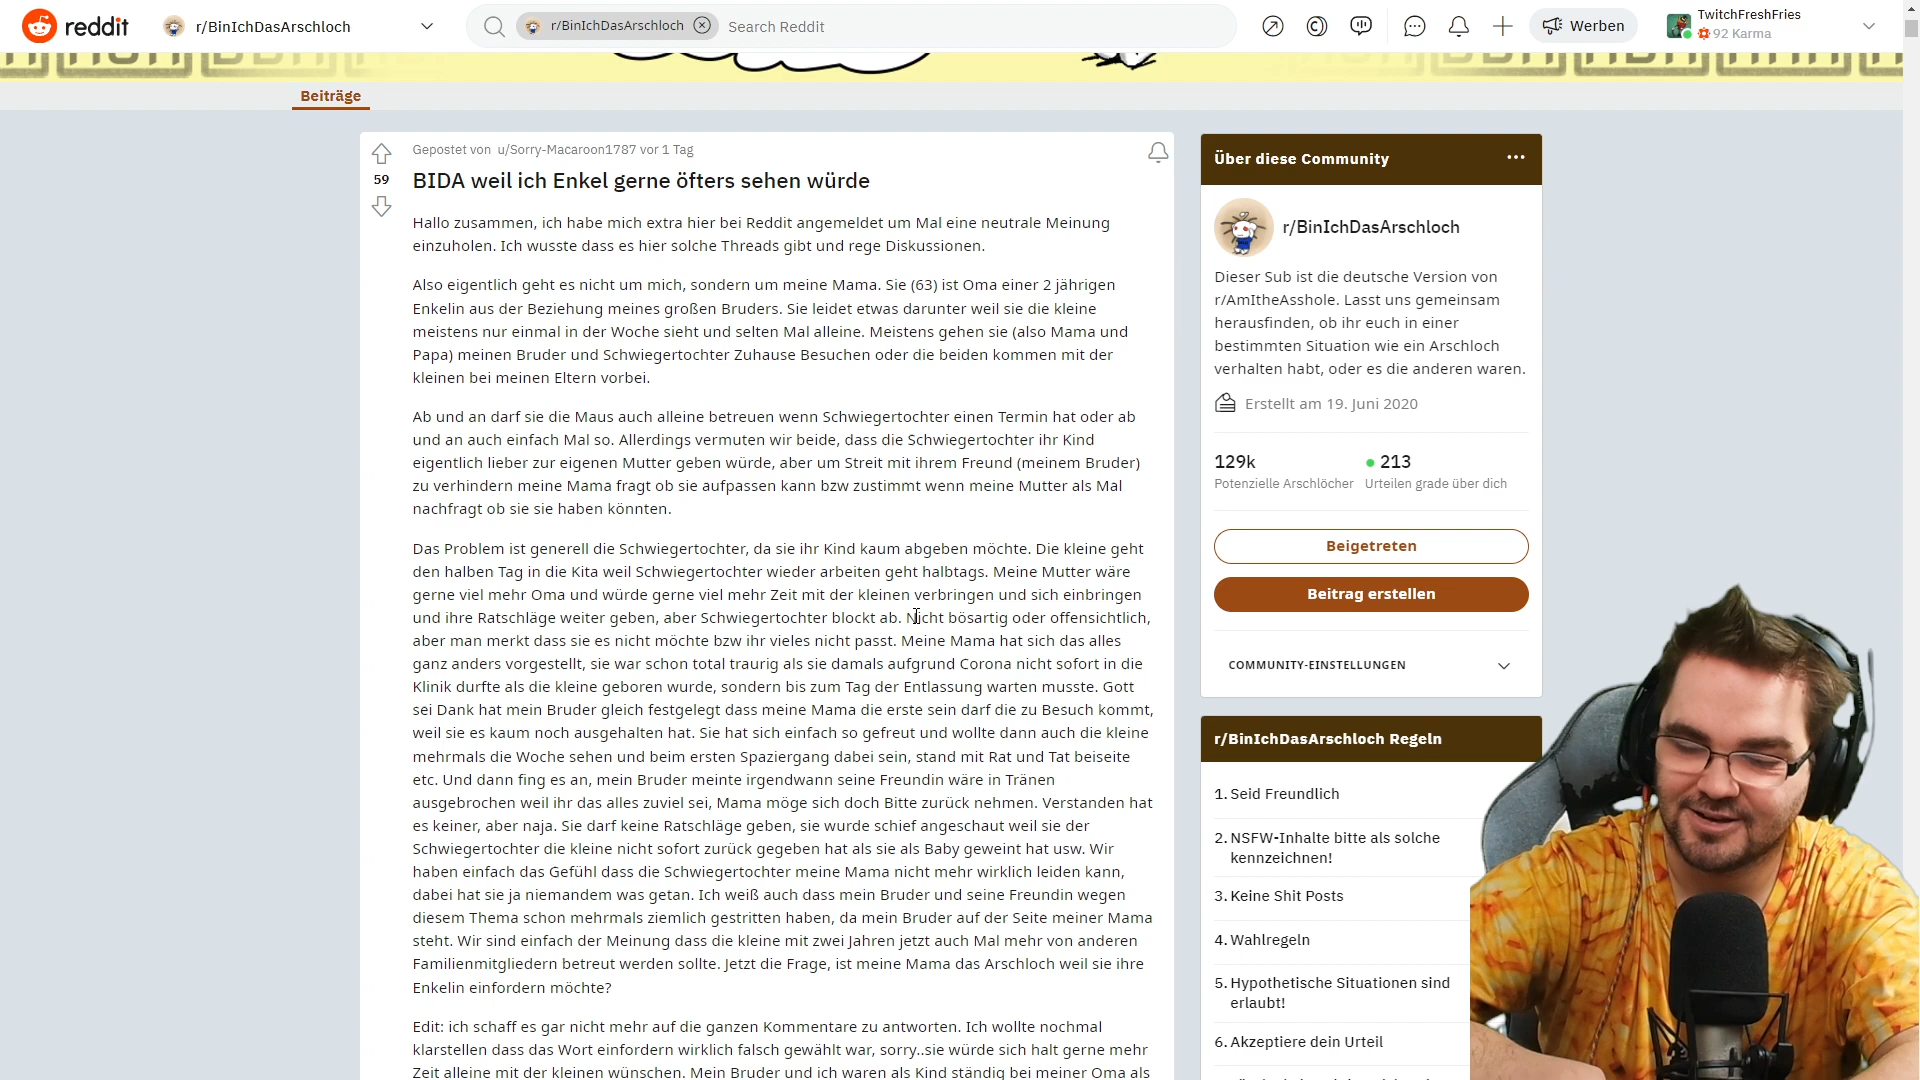 reddit
r/BinIchDasArschloch
r/BinIchDasArschloch
Search Reddit
Werben
TwitchFreshFries
92 Karma
Beiträge
59
Gepostet von u/Sorry-Macaroon1787 vor 1 Tag
BIDA weil ich Enkel gerne öfters sehen würde
Hallo zusammen, ich habe mich extra hier bei Reddit angemeldet um Mal eine neutrale Meinung
einzuholen. Ich wusste dass es hier solche Threads gibt und rege Diskussionen.
Also eigentlich geht es nicht um mich, sondern um meine Mama. Sie (63) ist Oma einer 2 jährigen
Enkelin aus der Beziehung meines großen Bruders. Sie leidet etwas darunter weil sie die kleine
meistens nur einmal in der Woche sieht und selten Mal alleine. Meistens gehen sie (also Mama und
Papa) meinen Bruder und Schwiegertochter Zuhause Besuchen oder die beiden kommen mit der
kleinen bei meinen Eltern vorbei.
Ab und an darf sie die Maus auch alleine betreuen wenn Schwiegertochter einen Termin hat oder ab
und an auch einfach Mal so. Allerdings vermuten wir beide, dass die Schwiegertochter ihr Kind
eigentlich lieber zur eigenen Mutter geben würde, aber um Streit mit ihrem Freund (meinem Bruder)
zu verhindern meine Mama fragt ob sie aufpassen kann bzw zustimmt wenn meine Mutter als Mal
nachfragt ob sie sie haben könnten.
Das Problem ist generell die Schwiegertochter, da sie ihr Kind kaum abgeben möchte. Die kleine geht
den halben Tag in die Kita weil Schwiegertochter wieder arbeiten geht halbtags. Meine Mutter wäre
gerne viel mehr Oma und würde gerne viel mehr Zeit mit der kleinen verbringen und sich einbringen
und ihre Ratschläge weiter geben, aber Schwiegertochter blockt ab. Nicht bösartig oder offensichtlich,
aber man merkt dass sie es nicht möchte bzw ihr vieles nicht passt. Meine Mama hat sich das alles
ganz anders vorgestellt, sie war schon total traurig als sie damals aufgrund Corona nicht sofort in die
Klinik durfte als die kleine geboren wurde, sondern bis zum Tag der Entlassung warten musste. Gott
sei Dank hat mein Bruder gleich festgelegt dass meine Mama die erste sein darf die zu Besuch kommt,
weil sie es kaum noch ausgehalten hat. Sie hat sich einfach so gefreut und wollte dann auch die kleine
mehrmals die Woche sehen und beim ersten Spaziergang dabei sein, stand mit Rat und Tat beiseite
etc. Und dann fing es an, mein Bruder meinte irgendwann seine Freundin wäre in Tränen
ausgebrochen weil ihr das alles zuviel sei, Mama möge sich doch Bitte zurück nehmen. Verstanden hat
es keiner, aber naja. Sie darf keine Ratschläge geben, sie wurde schief angeschaut weil sie der
Schwiegertochter die kleine nicht sofort zurück gegeben hat als sie als Baby geweint hat usw. Wir
haben einfach das Gefühl dass die Schwiegertochter meine Mama nicht mehr wirklich leiden kann,
dabei hat sie ja niemandem was getan. Ich weiß auch dass mein Bruder und seine Freundin wegen
diesem Thema schon mehrmals ziemlich gestritten haben, da mein Bruder auf der Seite meiner Mama
steht. Wir sind einfach der Meinung dass die kleine mit zwei Jahren jetzt auch Mal mehr von anderen
Familienmitgliedern betreut werden sollte. Jetzt die Frage, ist meine Mama das Arschloch weil sie ihre
Enkelin einfordern möchte?
Edit: ich schaff es gar nicht mehr auf die ganzen Kommentare zu antworten. Ich wollte nochmal
klarstellen dass das Wort einfordern wirklich falsch gewählt war, sorry..sie würde sich halt gerne mehr
Zeit alleine mit der kleinen wünschen. Mein Bruder und ich waren als Kind ständig bei meiner Oma als
Über diese Community
r/BinIchDasArschloch
Dieser Sub ist die deutsche Version von
r/AmItheAsshole. Lasst uns gemeinsam
herausfinden, ob ihr euch in einer
bestimmten Situation wie ein Arschloch
verhalten habt, oder es die anderen waren.
Erstellt am 19. Juni 2020
129k
213
Potenzielle Arschlöcher
Urteilen grade über dich
Beigetreten
Beitrag erstellen
COMMUNITY-EINSTELLUNGEN
r/BinIchDasArschloch Regeln
1. Seid Freundlich
2. NSFW-Inhalte bitte als solche
kennzeichnen!
3. Keine Shit Posts
4. Wahlregeln
5. Hypothetische Situationen sind
erlaubt!
6. Akzeptiere dein Urteil